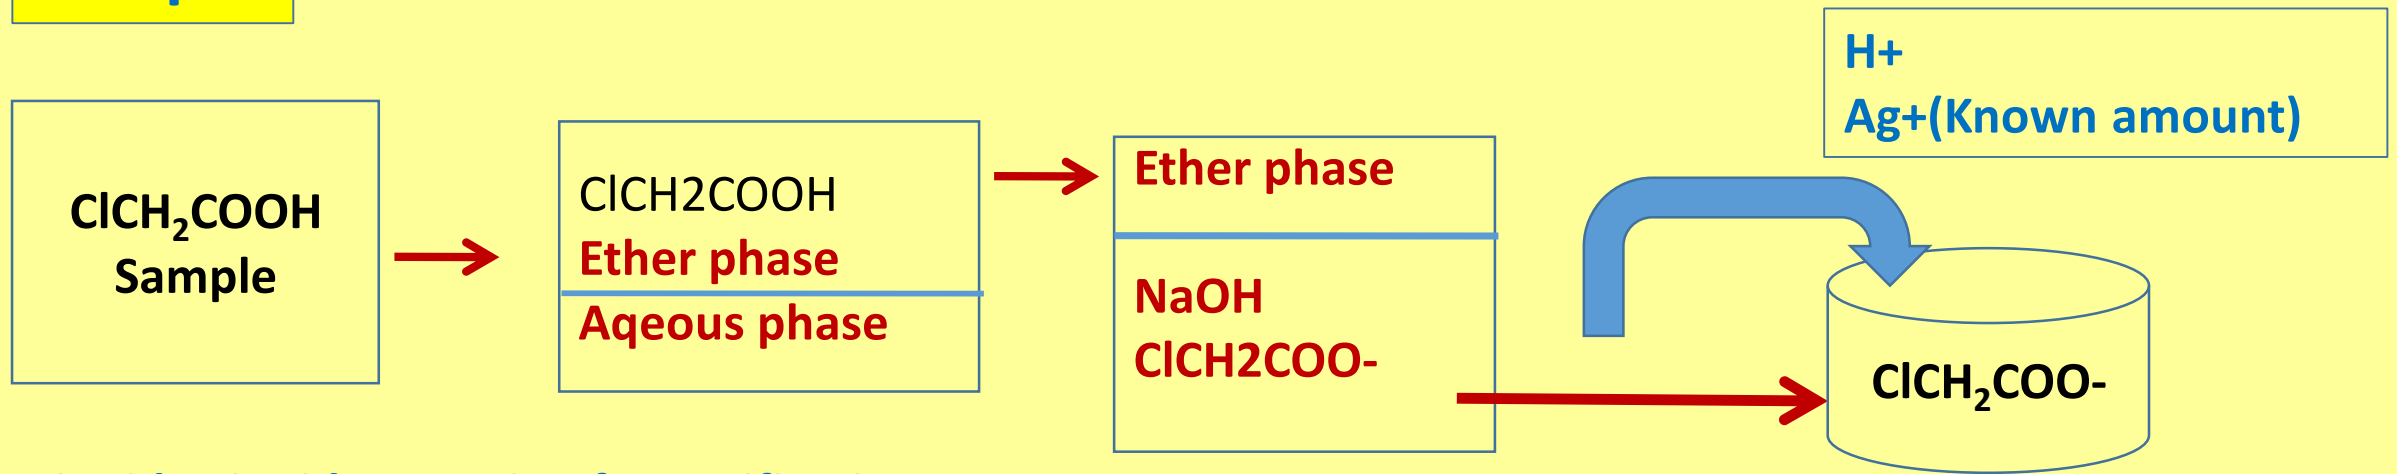 H+
Ag+(Known amount)
ClCH₂COOH
Sample
ClCH2COOH
Ether phase
Aqeous phase
Ether phase
NaOH
ClCH2COO-
ClCH₂COO-